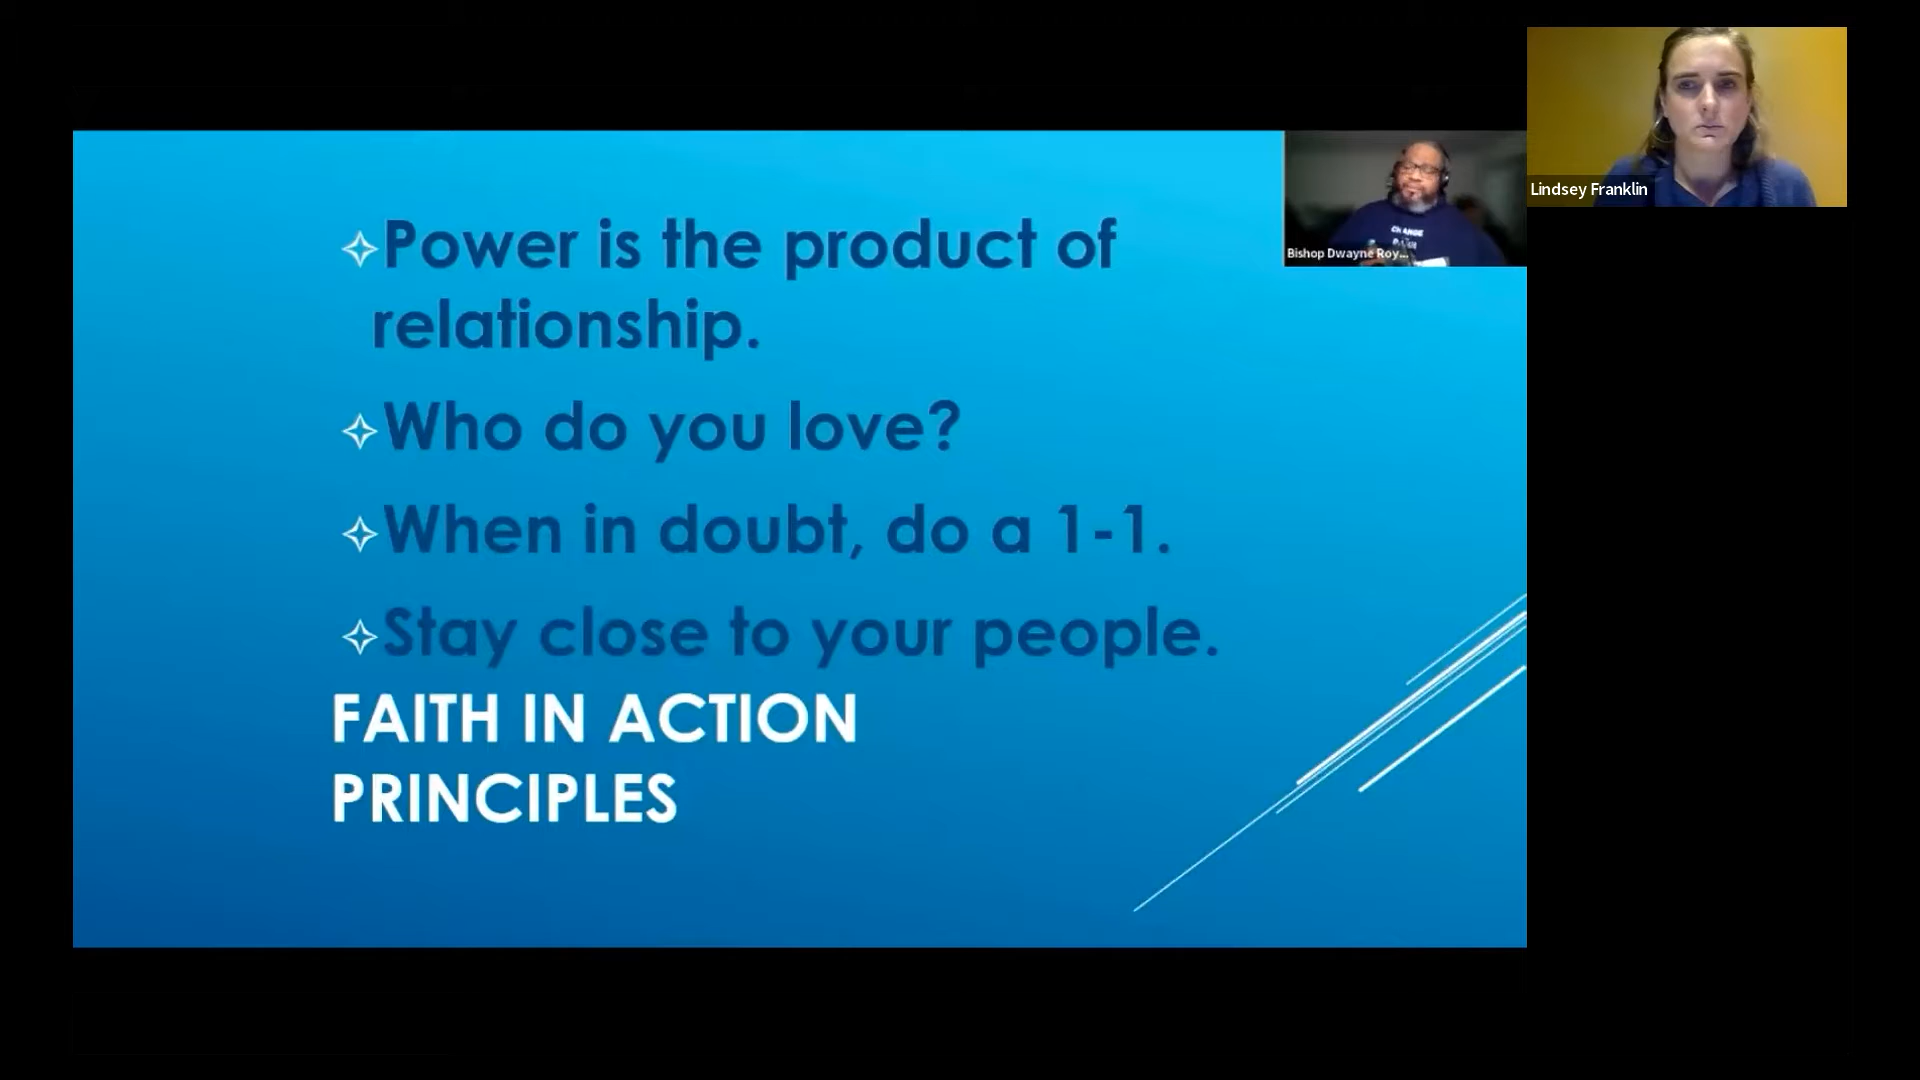 Power is the product of
relationship.
Who do you love?
When in doubt, do a 1-1.
Stay close to your people.
FAITH IN ACTION
PRINCIPLES
Bishop Dwayne Roy...
Lindsey Franklin
CHANGE